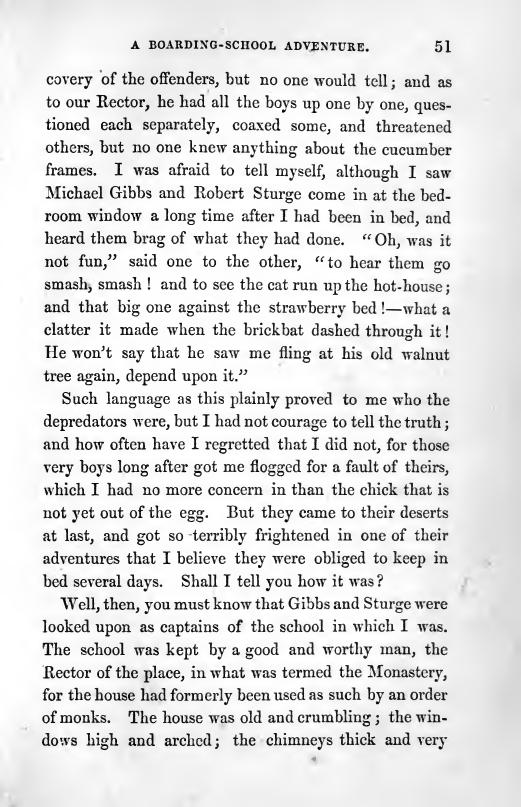 A BOARDING-SCHOOL ADVENTURE. 51
covery of the offenders, but no one would tell; and as
to our Rector, he had all the boys up one by one, ques-
tioned each separately, coaxed some, and threatened
others, but no one knew anything about the cucumber
frames. I was afraid to tell myself, although I saw
Michael Gibbs and Robert Sturge come in at the bed-
room window a long time after I had been in bed, and
heard them brag of what they had done. “Oh, was it
not fun,” said one to the other, “to hear them go
smash, smash! and to see the cat run up the hot-house;
and that big one against the strawberry bed!—what a
clatter it made when the brickbat dashed through it!
He won’t say that he saw me fling at his old walnut
tree again, depend upon it.”
Such language as this plainly proved to me who the
depredators were, but I had not courage to tell the truth;
and how often have I regretted that I did not, for those
very boys long after got me flogged for a fault of theirs,
which I had no more concern in than the chick that is
not yet out of the egg. But they came to their deserts
at last, and got so terribly frightened in one of their
adventures that I believe they were obliged to keep in
bed several days. Shall I tell you how it was?
Well, then, you must know that Gibbs and Sturge were
looked upon as captains of the school in which I was.
The school was kept by a good and worthy man, the
Rector of the place, in what was termed the Monastery,
for the house had formerly been used as such by an order
of monks. The house was old and crumbling; the win-
dows high and arched; the chimneys thick and very